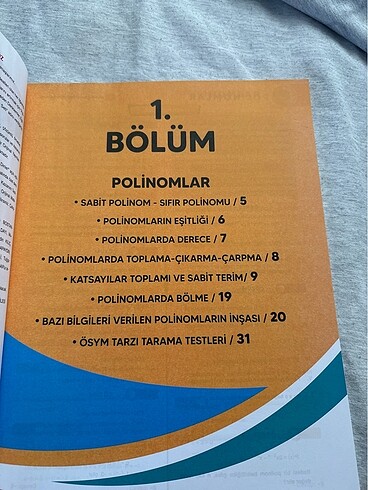 1.
BÖLÜM
POLİNOMLAR
• SABİT POLİNOM - SIFIR POLİNOMU / 5
• POLİNOMLARIN EŞİTLİĞİ / 6
• POLİNOMLARDA DERECE / 7
• POLİNOMLARDA TOPLAMA-ÇIKARMA-ÇARPMA / 8
• KATSAYILAR TOPLAMI VE SABİT TERİM/ 9
• POLİNOMLARDA BÖLME / 19
• BAZI BİLGİLERİ VERİLEN POLİNOMLARIN İNŞASI / 20
• ÖSYM TARZI TARAMA TESTLERİ / 31